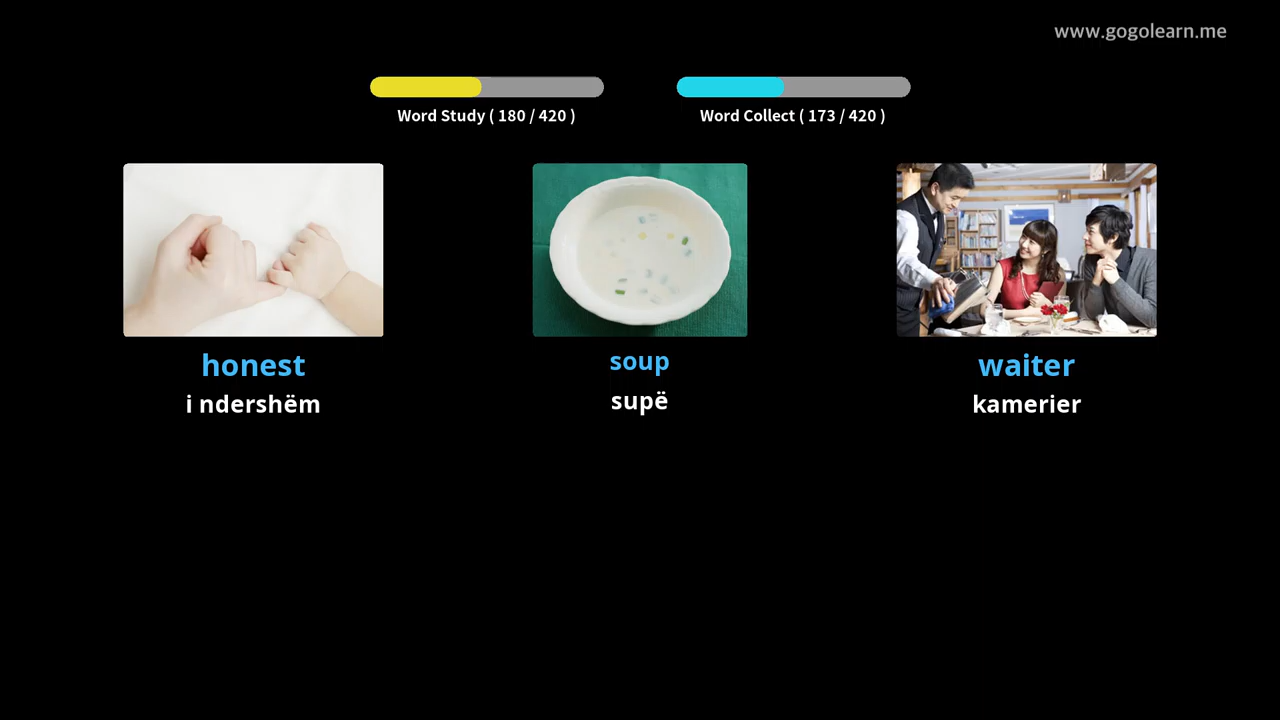 www.gogolearn.me
Word Study ( 180 / 420 )
Word Collect ( 173 / 420 )
honest
soup
waiter
i ndershëm
supë
kamerier